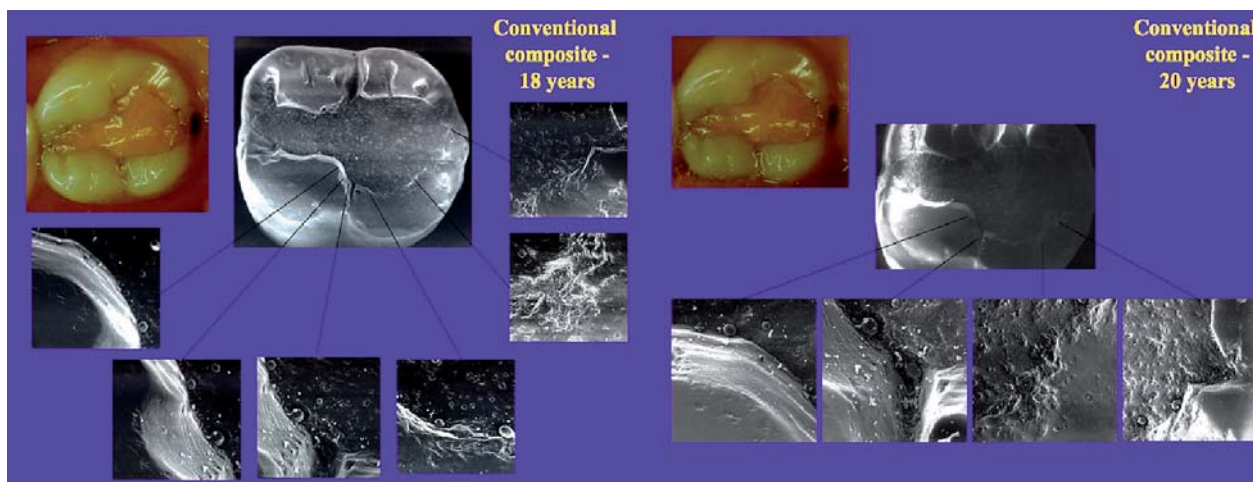 Conventional
composite -
18 years
Conventional
composite -
20 years